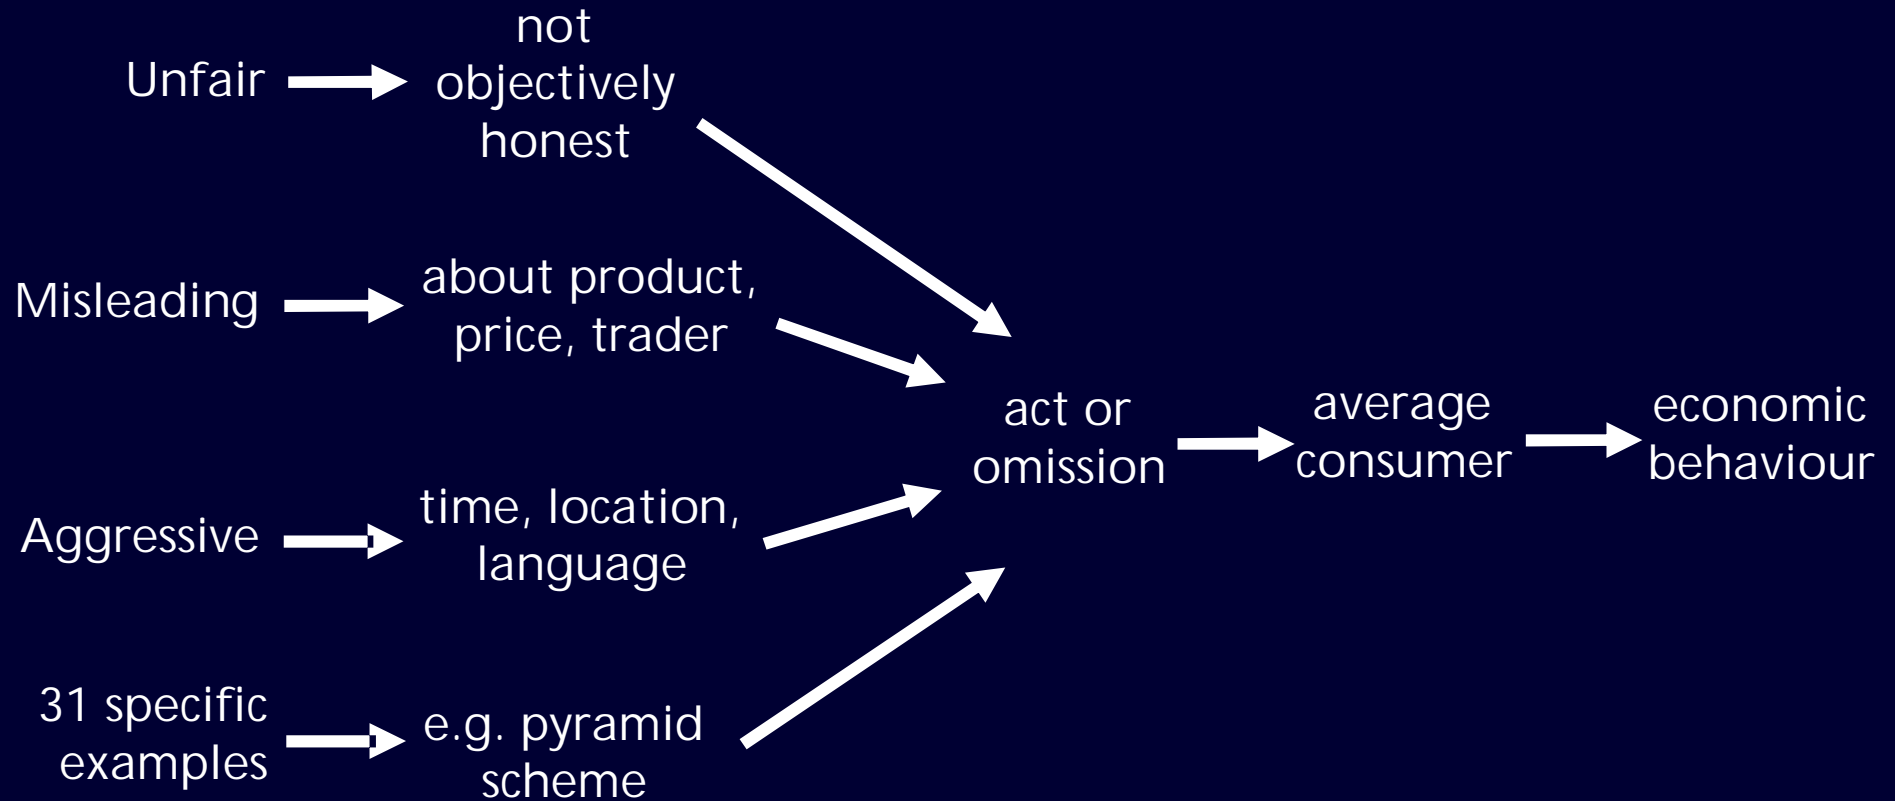 Unfair
not
objectively
honest
Misleading
about product,
price, trader
Aggressive
time, location,
language
31 specific
examples
e.g. pyramid
scheme
act or
omission
average
consumer
economic
behaviour